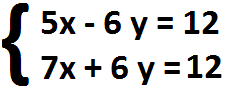 5x - 6 y = 12
7x + 6 y = 12